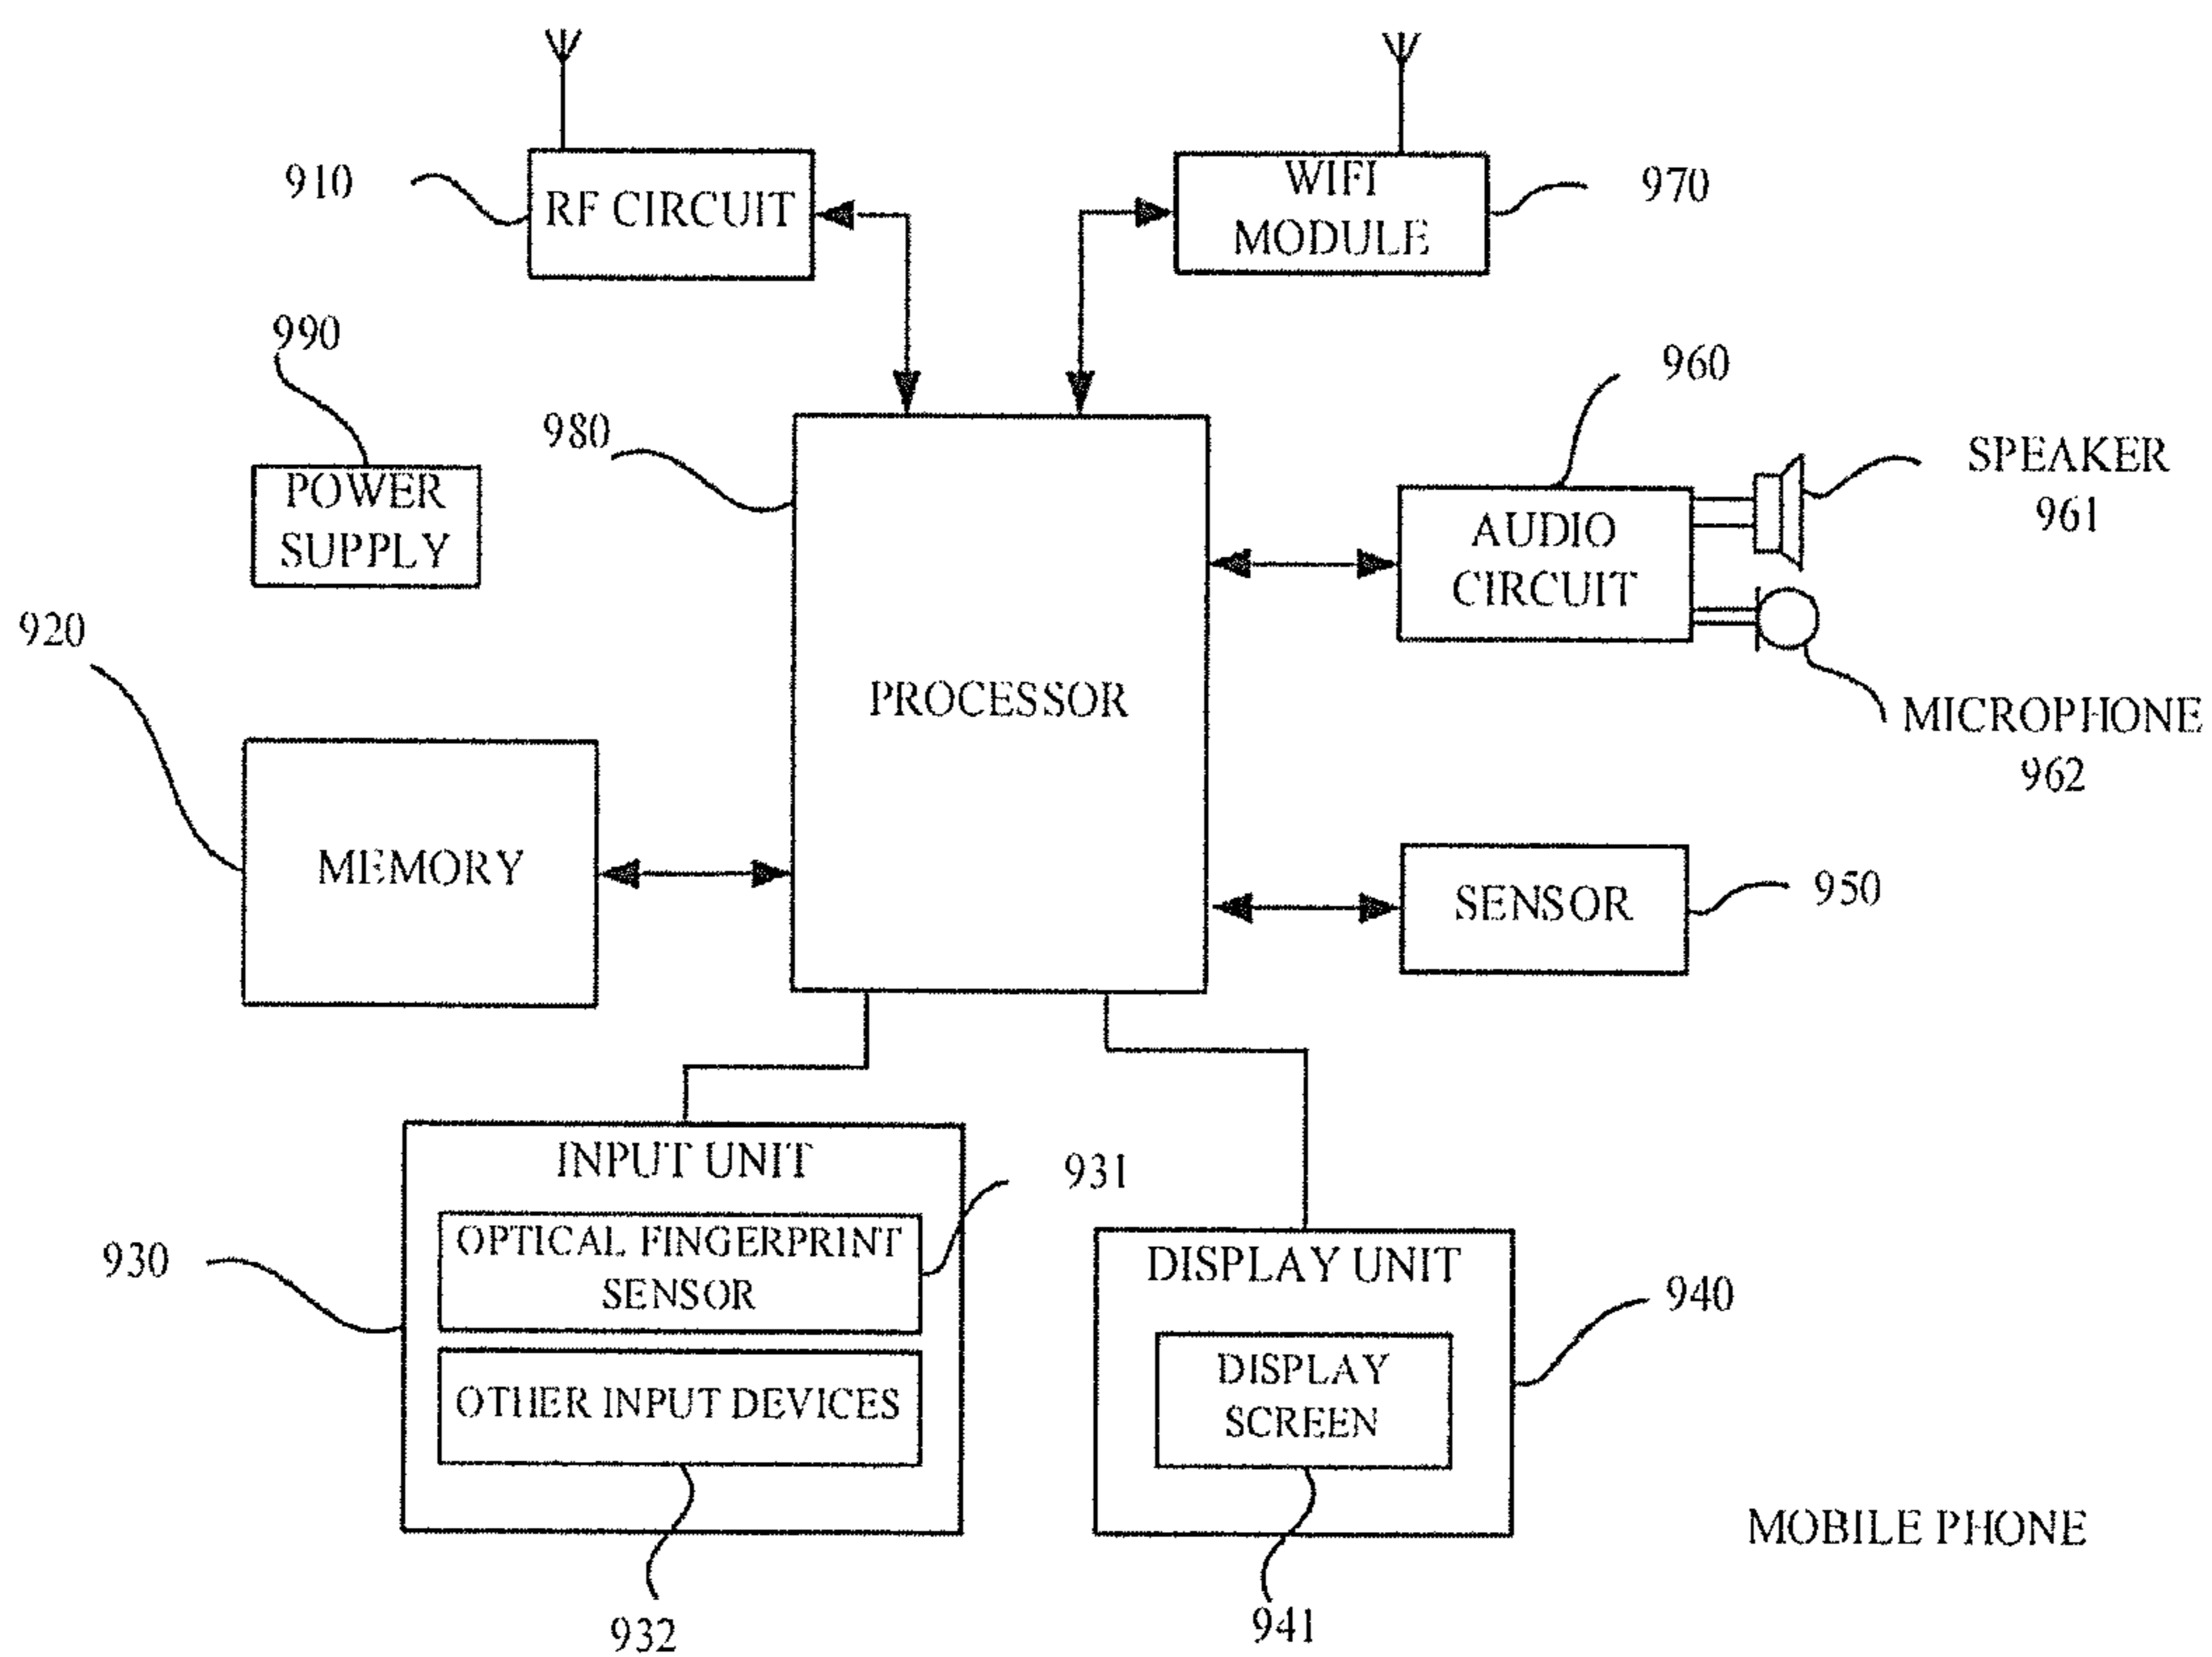 910
RF CIRCUIT
WIFI
MODULE
970
990
POWER
SUPPLY
980
PROCESSOR
960
AUDIO
CIRCUIT
SPEAKER
961
MICROPHONE
962
920
MEMORY
SENSOR
950
INPUT UNIT
931
OPTICAL FINGERPRINT
SENSOR
930
OTHER INPUT DEVICES
932
DISPLAY UNIT
940
DISPLAY
SCREEN
941
MOBILE PHONE